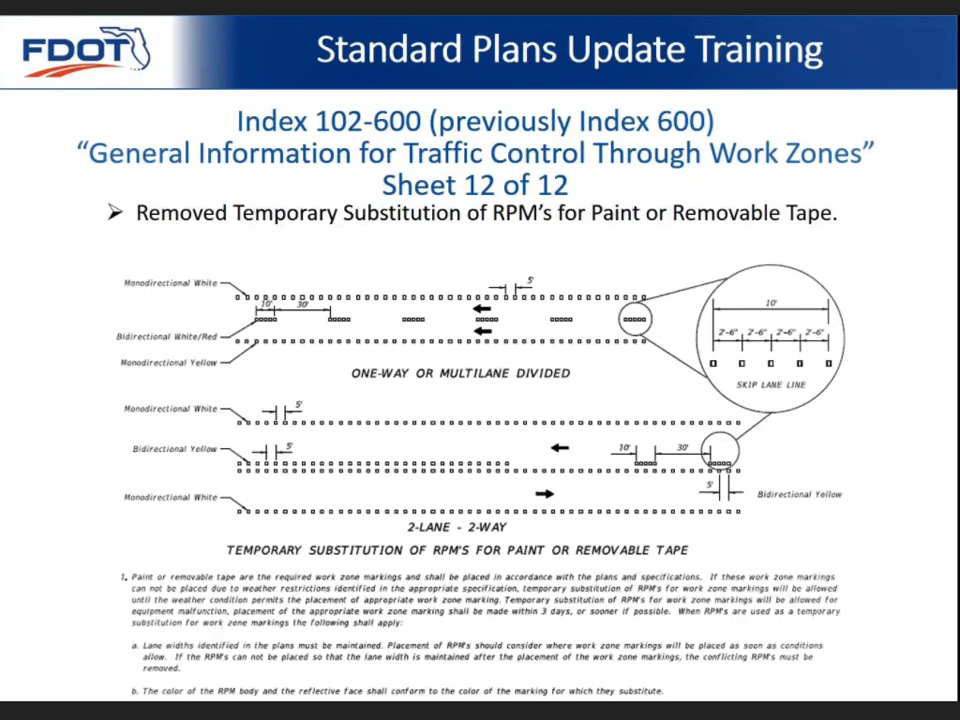 FDOT
Standard Plans Update Training
Index 102-600 (previously Index 600)
“General Information for Traffic Control Through Work Zones”
Sheet 12 of 12
➢ Removed Temporary Substitution of RPM’s for Paint or Removable Tape.
Monodirectional White
5'
10'
30'
Bidirectional White/Red
Monodirectional Yellow
ONE-WAY OR MULTILANE DIVIDED
10'
2'-6" 2'-6" 2'-6" 2'-6"
SKIP LANE LINE
Monodirectional White
5'
Bidirectional Yellow
5'
10'
30'
5'
Bidirectional Yellow
Monodirectional White
2-LANE - 2-WAY
TEMPORARY SUBSTITUTION OF RPM'S FOR PAINT OR REMOVABLE TAPE
1. Paint or removable tape are the required work zone markings and shall be placed in accordance with the plans and specifications. If these work zone markings
can not be placed due to weather restrictions identified in the appropriate specification, temporary substitution of RPM's for work zone markings will be allowed
until the weather condition permits the placement of appropriate work zone marking. Temporary substitution of RPM's for work zone markings will be allowed for
equipment malfunction, placement of the appropriate work zone marking shall be made within 3 days, or sooner if possible. When RPM's are used as a temporary
substitution for work zone markings the following shall apply:
a. Lane widths identified in the plans must be maintained. Placement of RPM's should consider where work zone markings will be placed as soon as conditions
allow. If the RPM's can not be placed so that the lane width is maintained after the placement of the work zone markings, the conflicting RPM's must be
removed.
b. The color of the RPM body and the reflective face shall conform to the color of the marking for which they substitute.